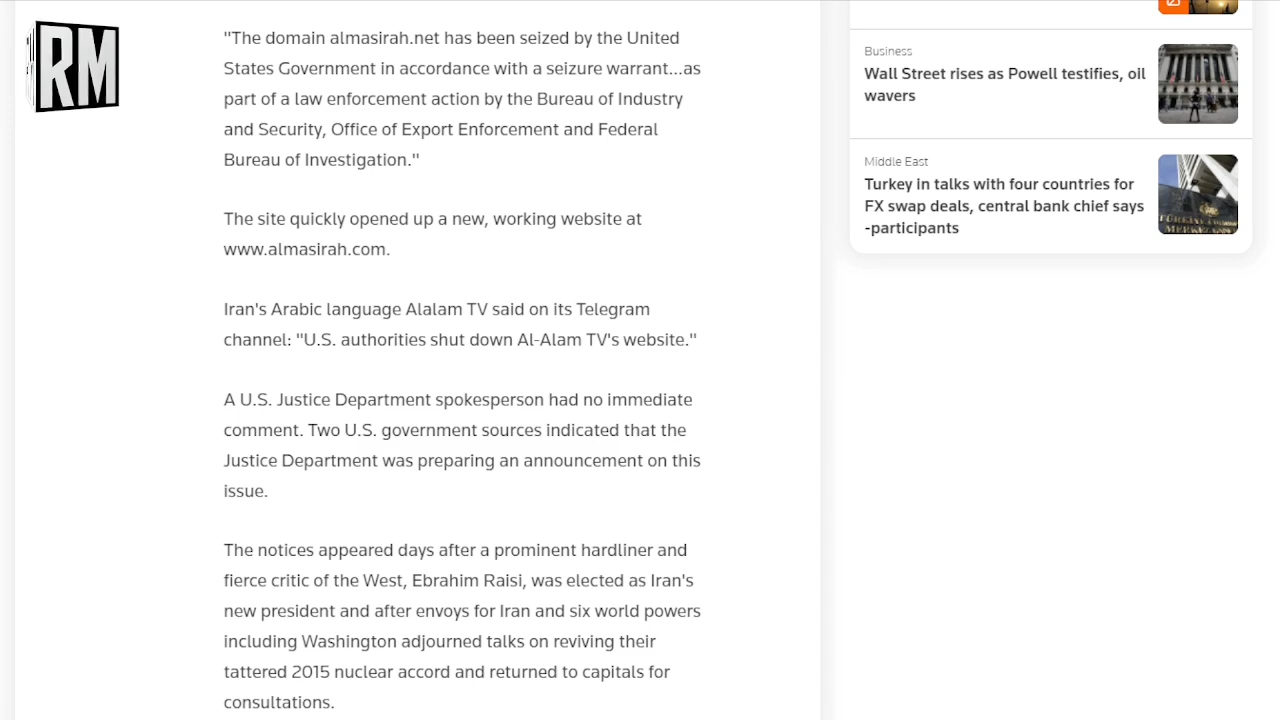 RM
"The domain almasirah.net has been seized by the United
States Government in accordance with a seizure warrant...as
part of a law enforcement action by the Bureau of Industry
and Security, Office of Export Enforcement and Federal
Bureau of Investigation."
The site quickly opened up a new, working website at
www.almasirah.com.
Iran's Arabic language Alalam TV said on its Telegram
channel: "U.S. authorities shut down Al-Alam TV's website."
A U.S. Justice Department spokesperson had no immediate
comment. Two U.S. government sources indicated that the
Justice Department was preparing an announcement on this
issue.
The notices appeared days after a prominent hardliner and
fierce critic of the West, Ebrahim Raisi, was elected as Iran's
new president and after envoys for Iran and six world powers
including Washington adjourned talks on reviving their
tattered 2015 nuclear accord and returned to capitals for
consultations.
Business
Wall Street rises as Powell testifies, oil
wavers
Middle East
Turkey in talks with four countries for
FX swap deals, central bank chief says
-participants